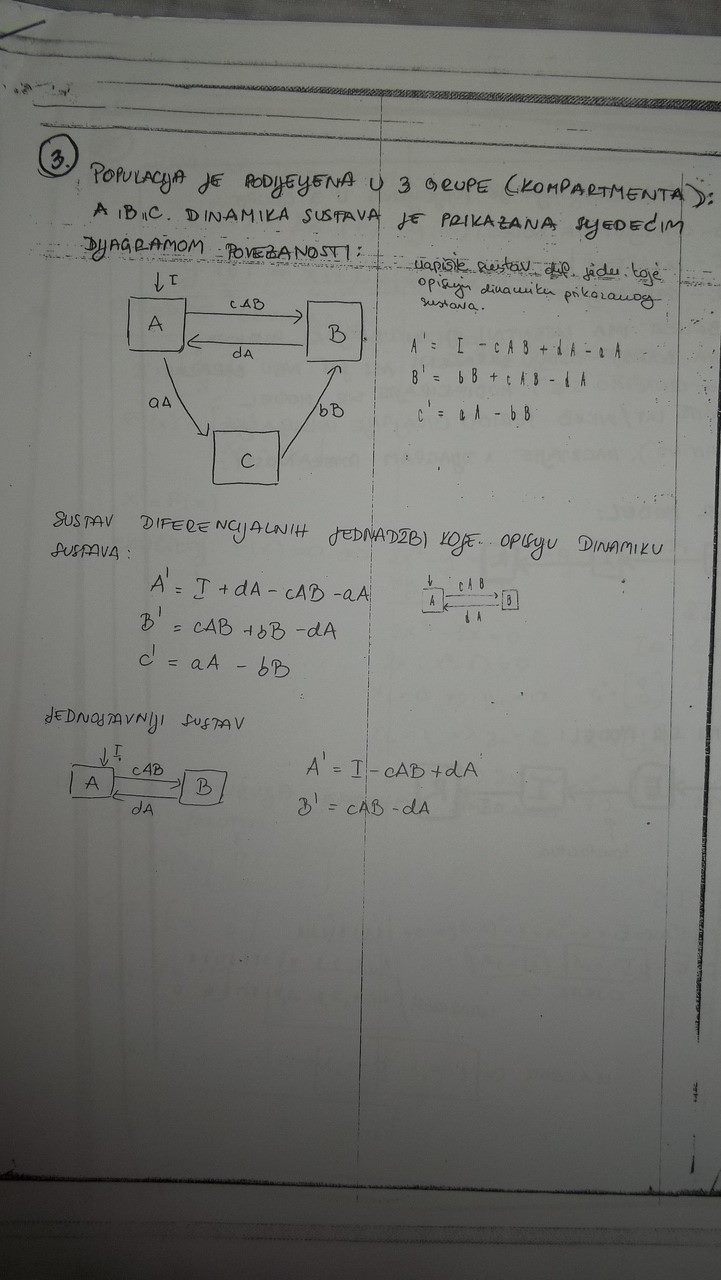 3.
POPULACIJA JE PODIJELJENA U 3 GRUPE (KOMPARTMENTA):
A, B, C. DINAMIKA SUSTAVA JE PRIKAZANA SLJEDEĆIM
DIJAGRAMOM POVEZANOSTI:
napišite sustav dif. jedn. koje
opisuju dinamiku prikazanog
sustava.
I
A
cAB
dA
B
aA
bB
C
A' = I - cAB + dA - aA
B' = bB + cAB - dA
C' = aA - bB
SUSTAV DIFERENCIJALNIH JEDNADŽBI KOJE OPISUJU DINAMIKU
SUSTAVA:
A' = I + dA - cAB - aA
B' = cAB + bB - dA
C' = aA - bB
A
cAB
dA
B
JEDNOSTAVNIJI SUSTAV
I
A
cAB
dA
B
A' = I - cAB + dA
B' = cAB - dA